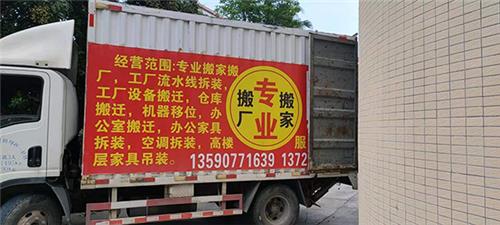 经营范围:专业搬家搬
厂,工厂流水线拆装,
工厂设备搬迁,仓库
搬迁,机器移位,办
公室搬迁,办公家具
拆装,空调拆装,高楼
层家具吊装。
专业
搬厂
搬家
服
13590771639 1372